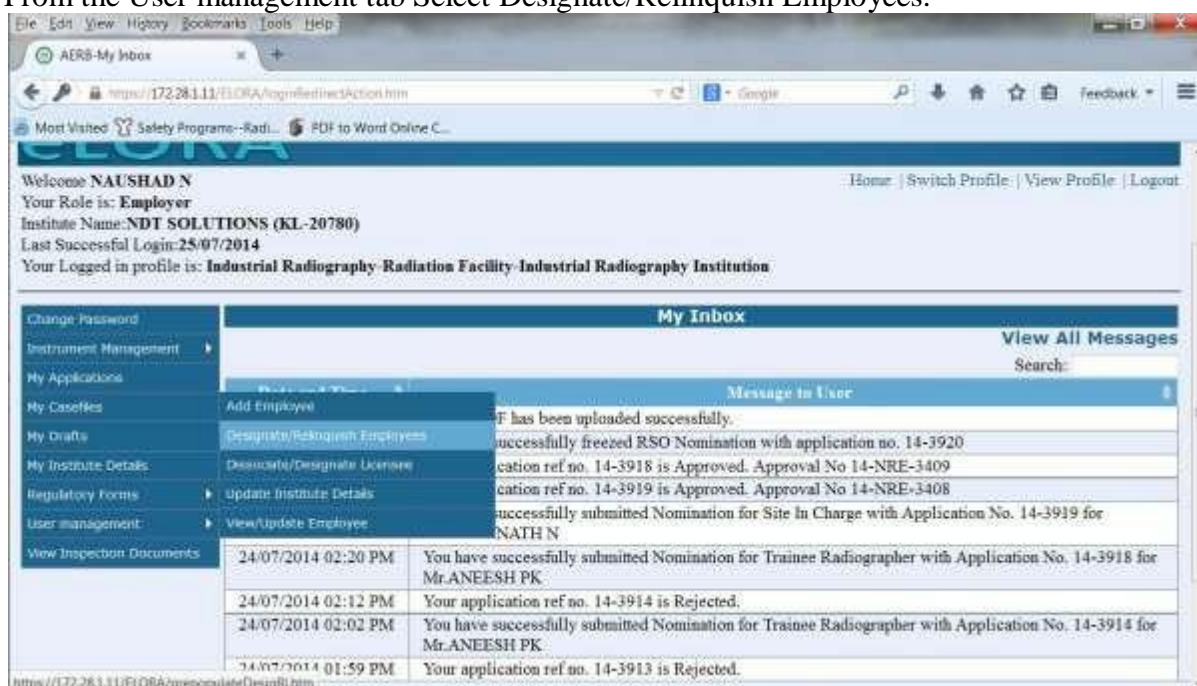 From the User management tab Select Designate/Relinquish Employees.
File Edit View History Bookmarks Tools Help
AERB-My Inbox × +
https://172.28.1.11/ELORA/loginRedirectAction.htm Google Feedback
Most Visited Safety Programs--Radi... PDF to Word Online C...
eLORA
Welcome NAUSHAD N Home | Switch Profile | View Profile | Logout
Your Role is: Employer
Institute Name:NDT SOLUTIONS (KL-20780)
Last Successful Login:25/07/2014
Your Logged in profile is: Industrial Radiography-Radiation Facility-Industrial Radiography Institution
Change Password
Instrument Management
My Applications
My Casefiles
My Drafts
My Institute Details
Regulatory Forms
User management
View Inspection Documents
Add Employee
Designate/Relinquish Employees
Dissociate/Designate Licensee
Update Institute Details
View/Update Employee
My Inbox
View All Messages
Search:
Date and Time Message to User
F has been uploaded successfully.
uccessfully freezed RSO Nomination with application no. 14-3920
cation ref no. 14-3918 is Approved. Approval No 14-NRE-3409
cation ref no. 14-3919 is Approved. Approval No 14-NRE-3408
uccessfully submitted Nomination for Site In Charge with Application No. 14-3919 for
NATH N
24/07/2014 02:20 PM You have successfully submitted Nomination for Trainee Radiographer with Application No. 14-3918 for
Mr.ANEESH PK
24/07/2014 02:12 PM Your application ref no. 14-3914 is Rejected.
24/07/2014 02:02 PM You have successfully submitted Nomination for Trainee Radiographer with Application No. 14-3914 for
Mr.ANEESH PK
24/07/2014 01:59 PM Your application ref no. 14-3913 is Rejected.